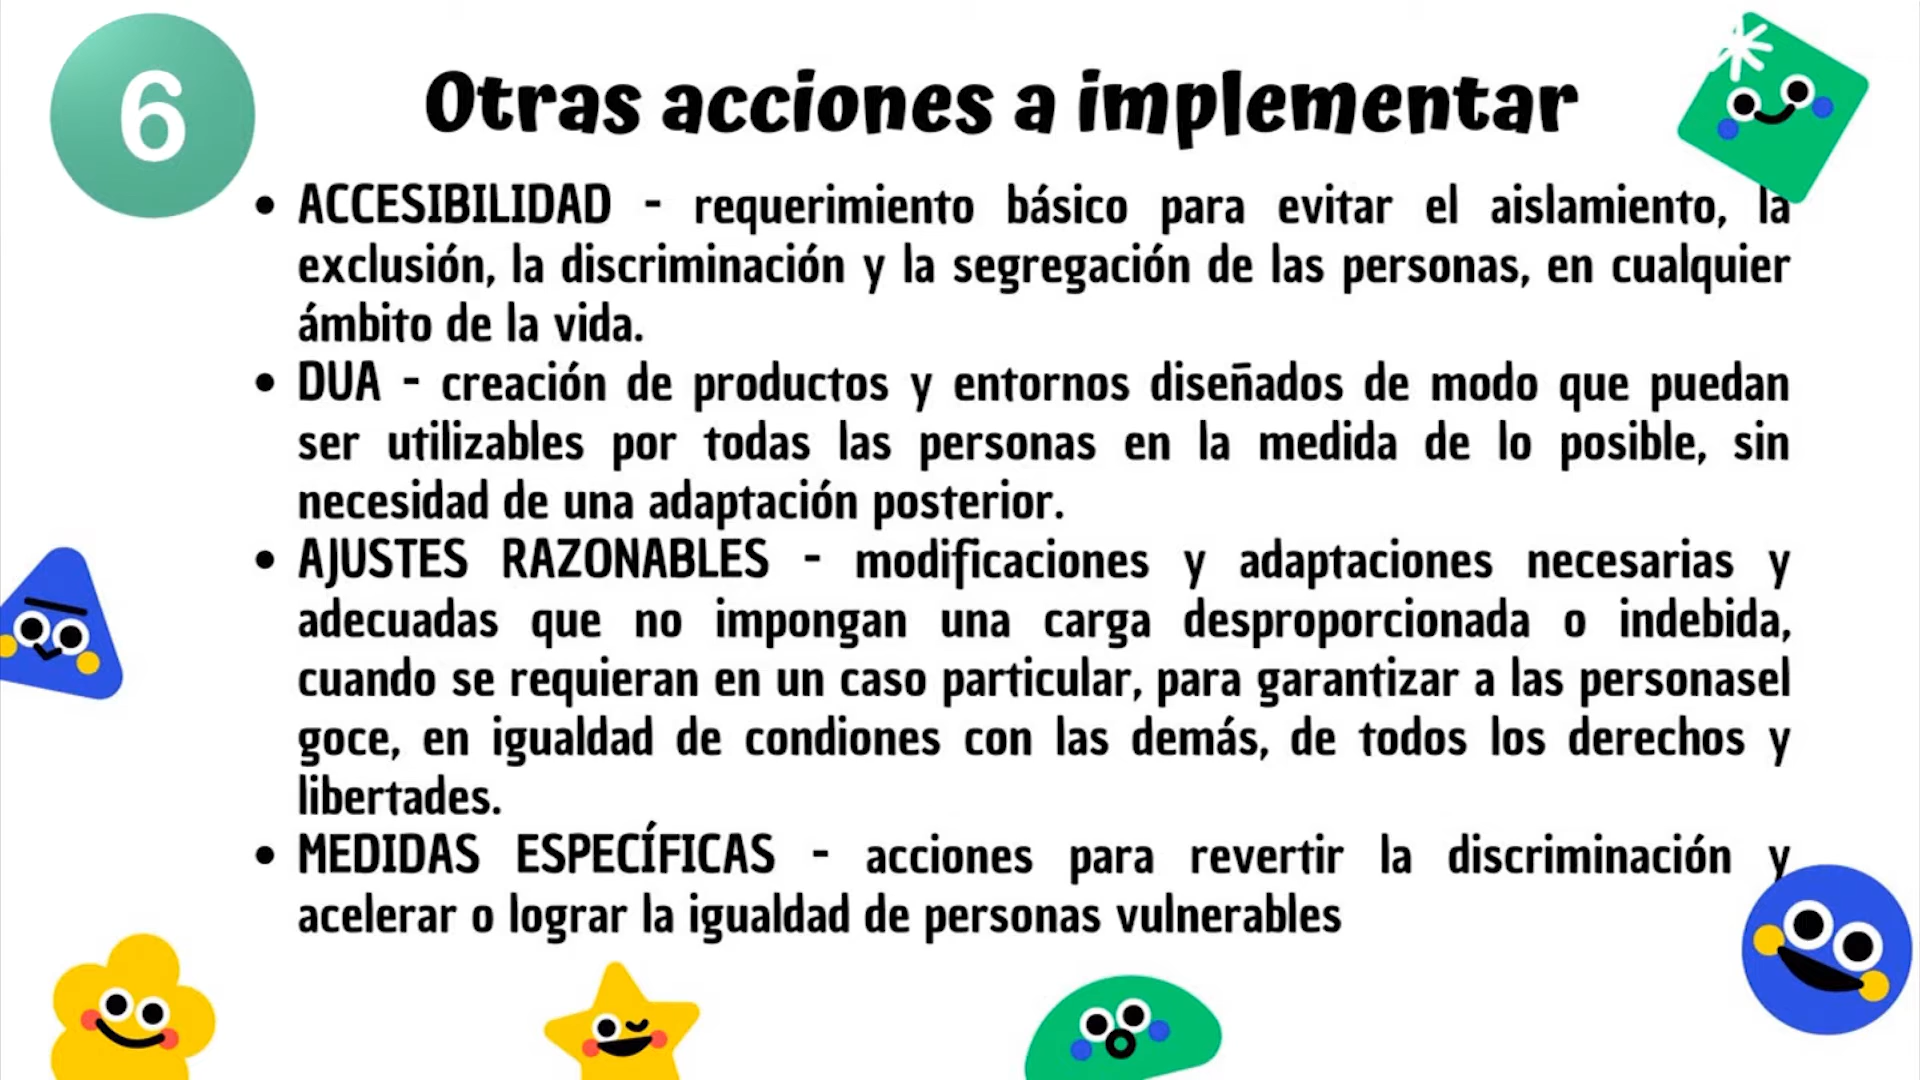 6
Otras acciones a implementar
• ACCESIBILIDAD - requerimiento básico para evitar el aislamiento, la
exclusión, la discriminación y la segregación de las personas, en cualquier
ámbito de la vida.
• DUA - creación de productos y entornos diseñados de modo que puedan
ser utilizables por todas las personas en la medida de lo posible, sin
necesidad de una adaptación posterior.
• AJUSTES RAZONABLES - modificaciones y adaptaciones necesarias y
adecuadas que no impongan una carga desproporcionada o indebida,
cuando se requieran en un caso particular, para garantizar a las personasel
goce, en igualdad de condiones con las demás, de todos los derechos y
libertades.
• MEDIDAS ESPECÍFICAS - acciones para revertir la discriminación y
acelerar o lograr la igualdad de personas vulnerables